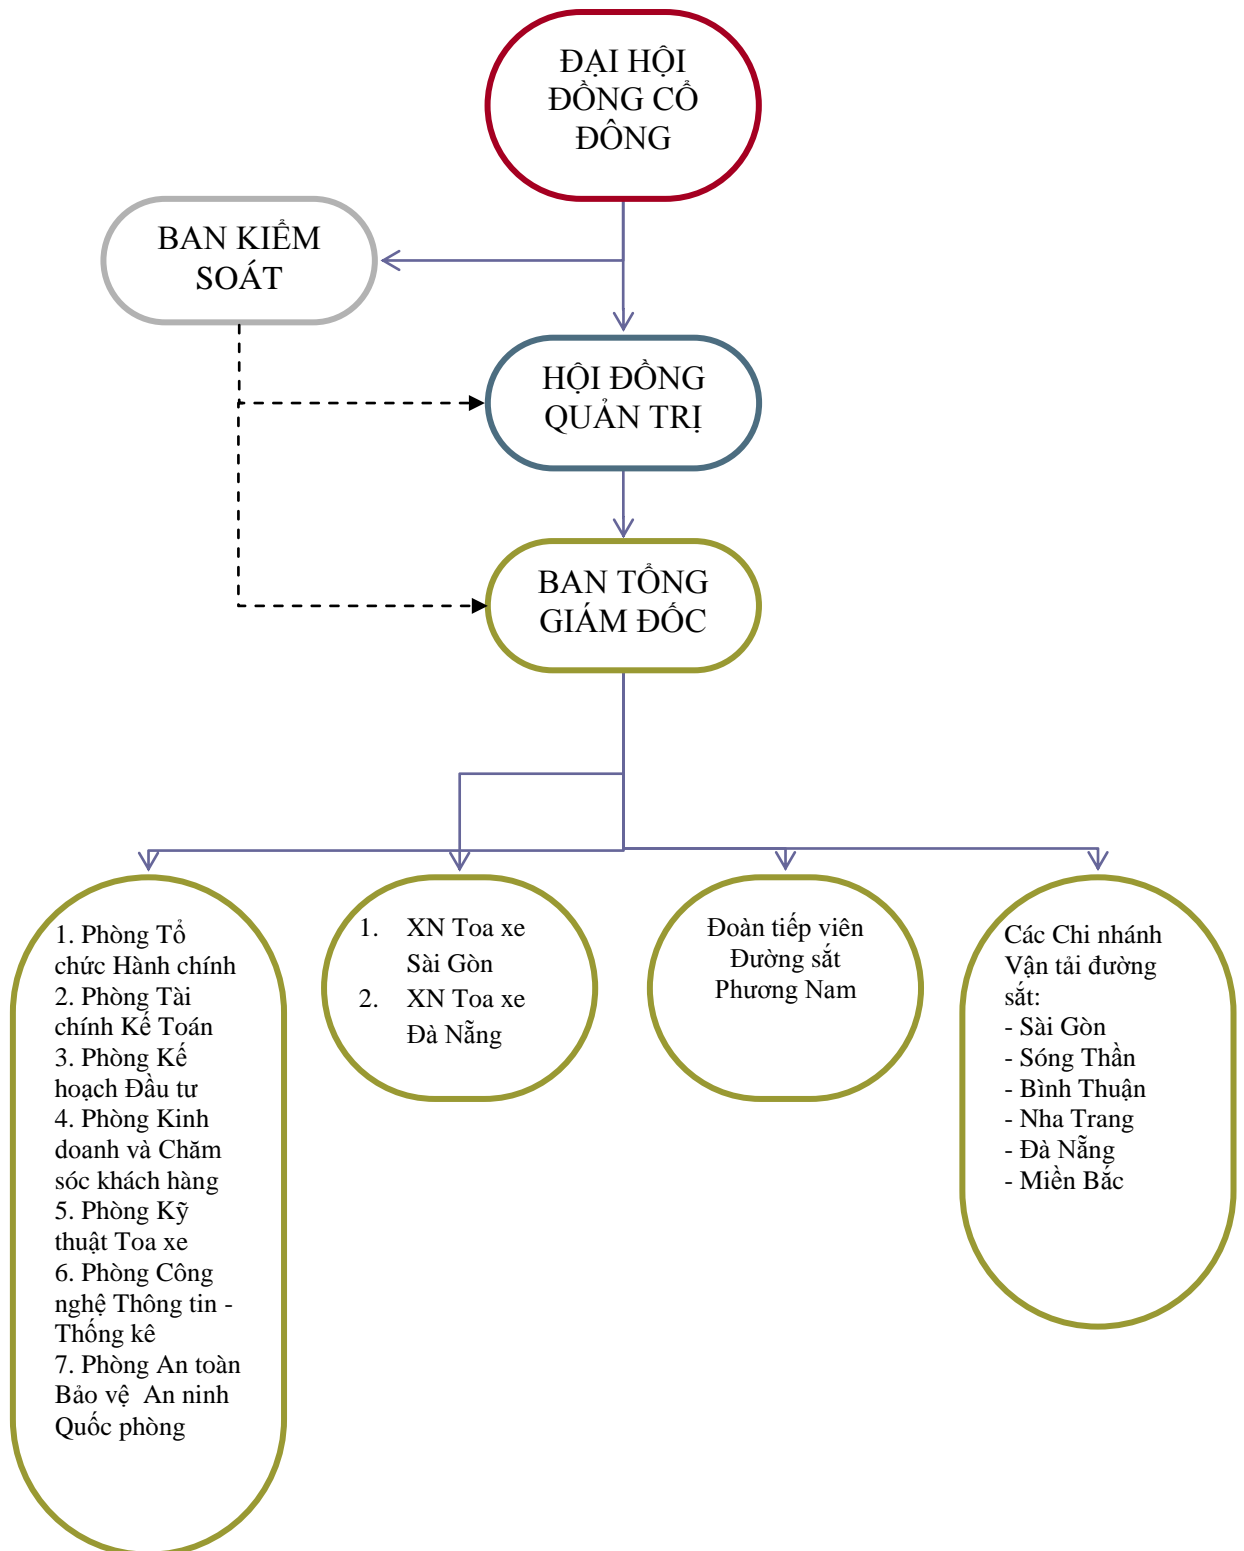 ĐẠI HỘI
ĐỒNG CỔ
ĐÔNG
BAN KIỂM
SOÁT
HỘI ĐỒNG
QUẢN TRỊ
BAN TỔNG
GIÁM ĐỐC
1. Phòng Tổ
chức Hành chính
2. Phòng Tài
chính Kế Toán
3. Phòng Kế
hoạch Đầu tư
4. Phòng Kinh
doanh và Chăm
sóc khách hàng
5. Phòng Kỹ
thuật Toa xe
6. Phòng Công
nghệ Thông tin -
Thống kê
7. Phòng An toàn
Bảo vệ An ninh
Quốc phòng
1. XN Toa xe
Sài Gòn
2. XN Toa xe
Đà Nẵng
Đoàn tiếp viên
Đường sắt
Phương Nam
Các Chi nhánh
Vận tải đường
sắt:
- Sài Gòn
- Sóng Thần
- Bình Thuận
- Nha Trang
- Đà Nẵng
- Miền Bắc